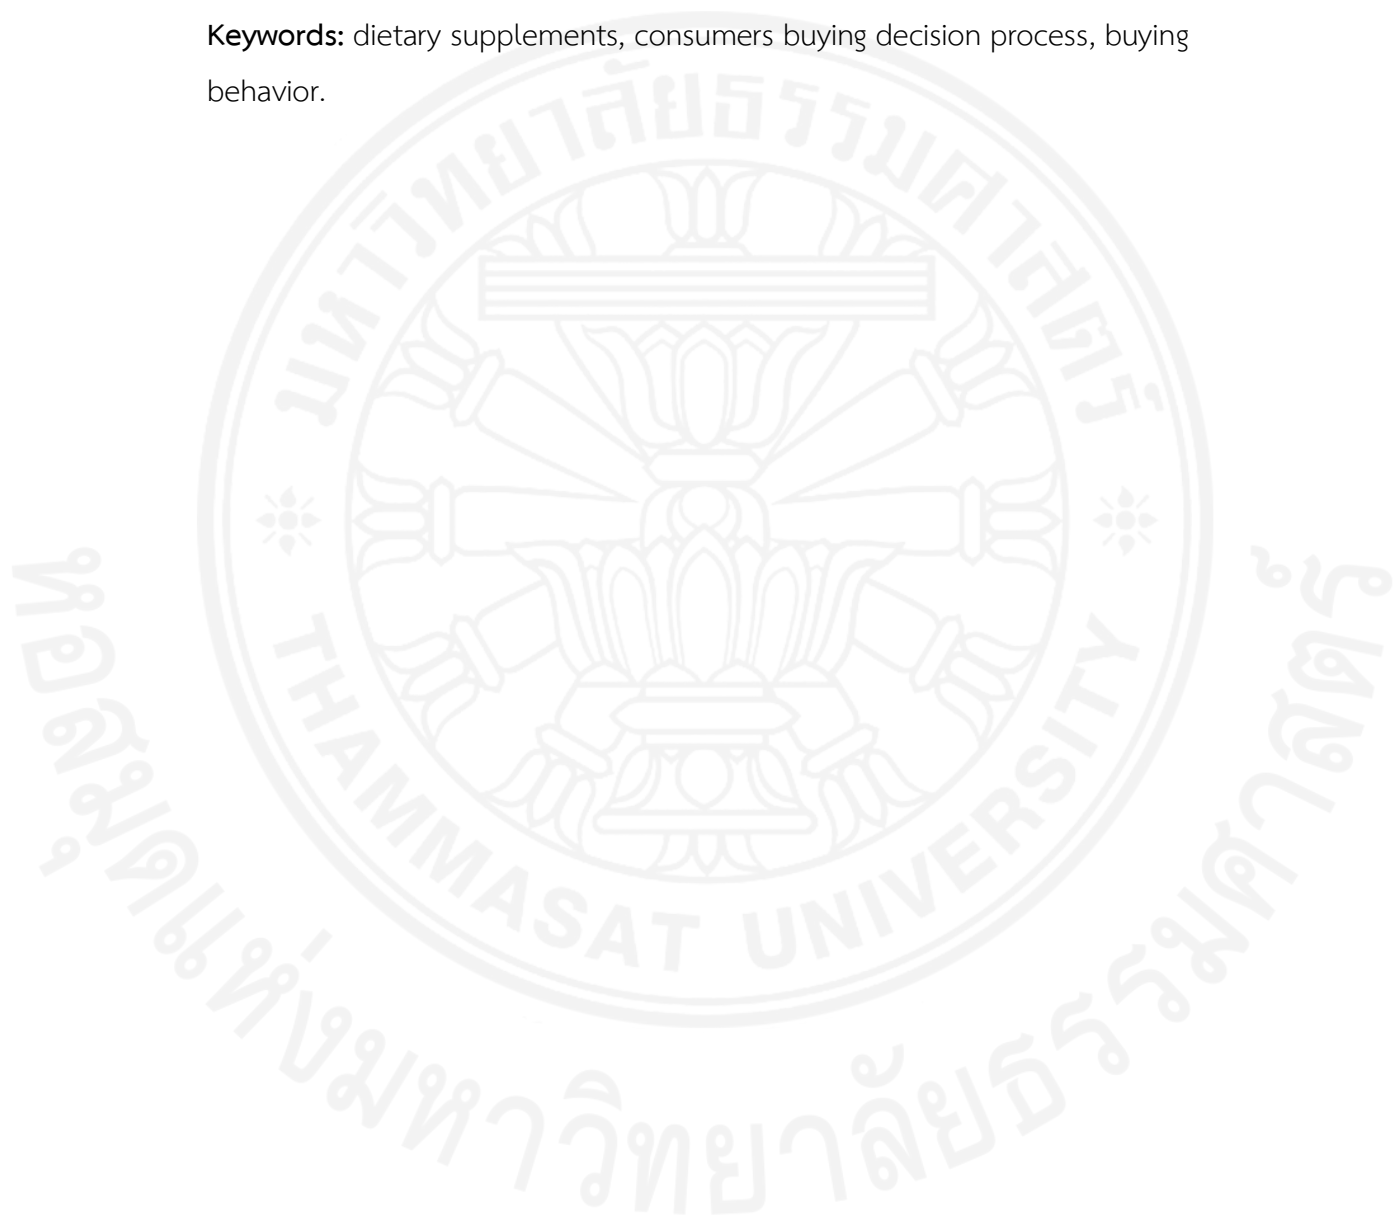 Keywords: dietary supplements, consumers buying decision process, buying
behavior.
มหาวิทยาลัยธรรมศาสตร์
THAMMASAT UNIVERSITY
หอสมุดแห่งมหาวิทยาลัยธรรมศาสตร์